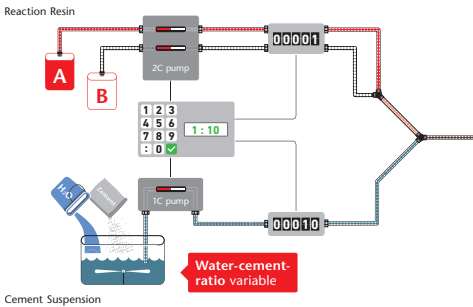 Reaction Resin
A
B
2C pump
00001
1 2 3
4 5 6
7 8 9
: 0
1 : 10
H₂O
Zement
1C pump
00010
Water-cement-
ratio variable
Cement Suspension